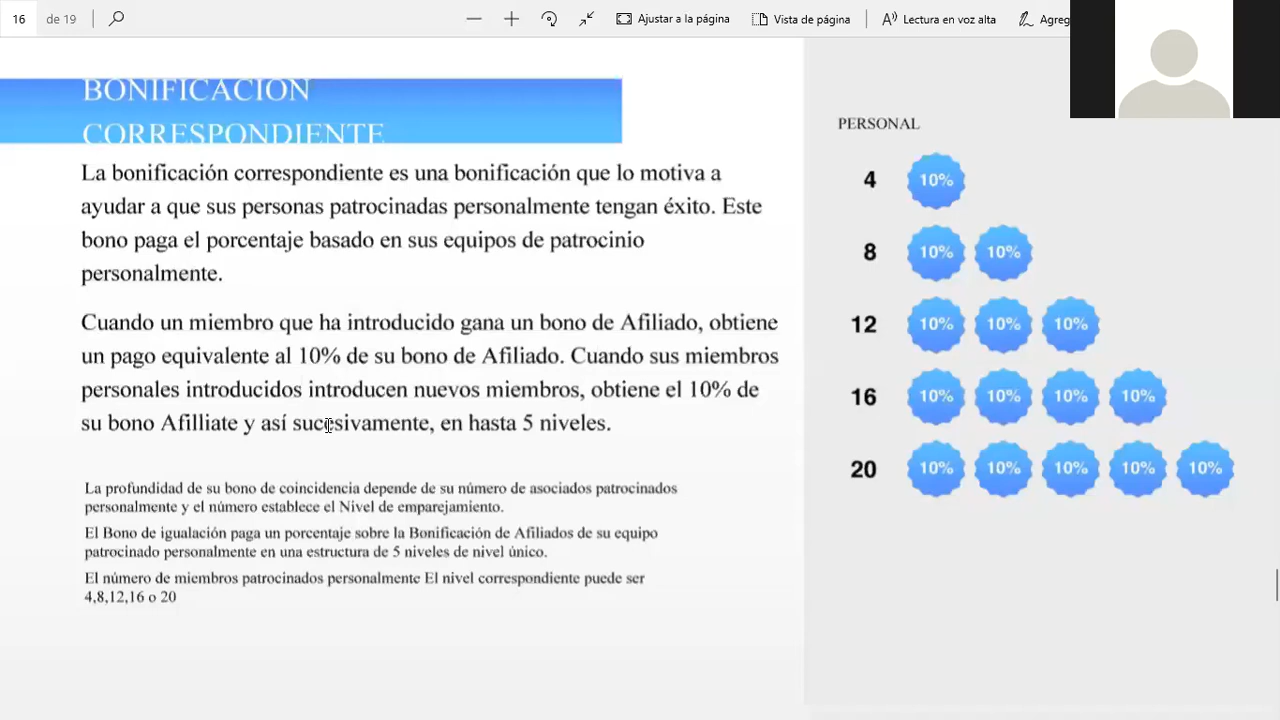 16 de 19 Ajustar a la página Vista de página Lectura en voz alta Agreg
BONIFICACION
CORRESPONDIENTE
La bonificación correspondiente es una bonificación que lo motiva a
ayudar a que sus personas patrocinadas personalmente tengan éxito. Este
bono paga el porcentaje basado en sus equipos de patrocinio
personalmente.
Cuando un miembro que ha introducido gana un bono de Afiliado, obtiene
un pago equivalente al 10% de su bono de Afiliado. Cuando sus miembros
personales introducidos introducen nuevos miembros, obtiene el 10% de
su bono Afilliate y así sucesivamente, en hasta 5 niveles.
La profundidad de su bono de coincidencia depende de su número de asociados patrocinados
personalmente y el número establece el Nivel de emparejamiento.
El Bono de igualación paga un porcentaje sobre la Bonificación de Afiliados de su equipo
patrocinado personalmente en una estructura de 5 niveles de nivel único.
El número de miembros patrocinados personalmente El nivel correspondiente puede ser
4,8,12,16 o 20
PERSONAL
4 10%
8 10% 10%
12 10% 10% 10%
16 10% 10% 10% 10%
20 10% 10% 10% 10% 10%